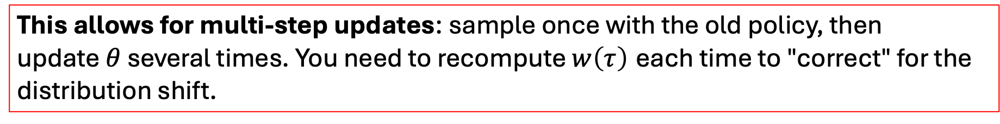 This allows for multi-step updates: sample once with the old policy, then
update θ several times. You need to recompute w(τ) each time to "correct" for the
distribution shift.